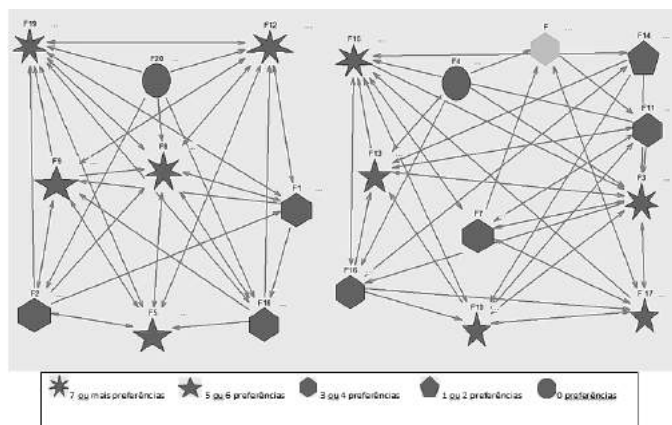 F19
F12
F20
F9
F8
F1
F2
F5
F18
F15
F
F14
F4
F11
F13
F3
F7
F16
F10
F17
7 ou mais preferências
5 ou 6 preferências
3 ou 4 preferências
1 ou 2 preferências
0 preferências